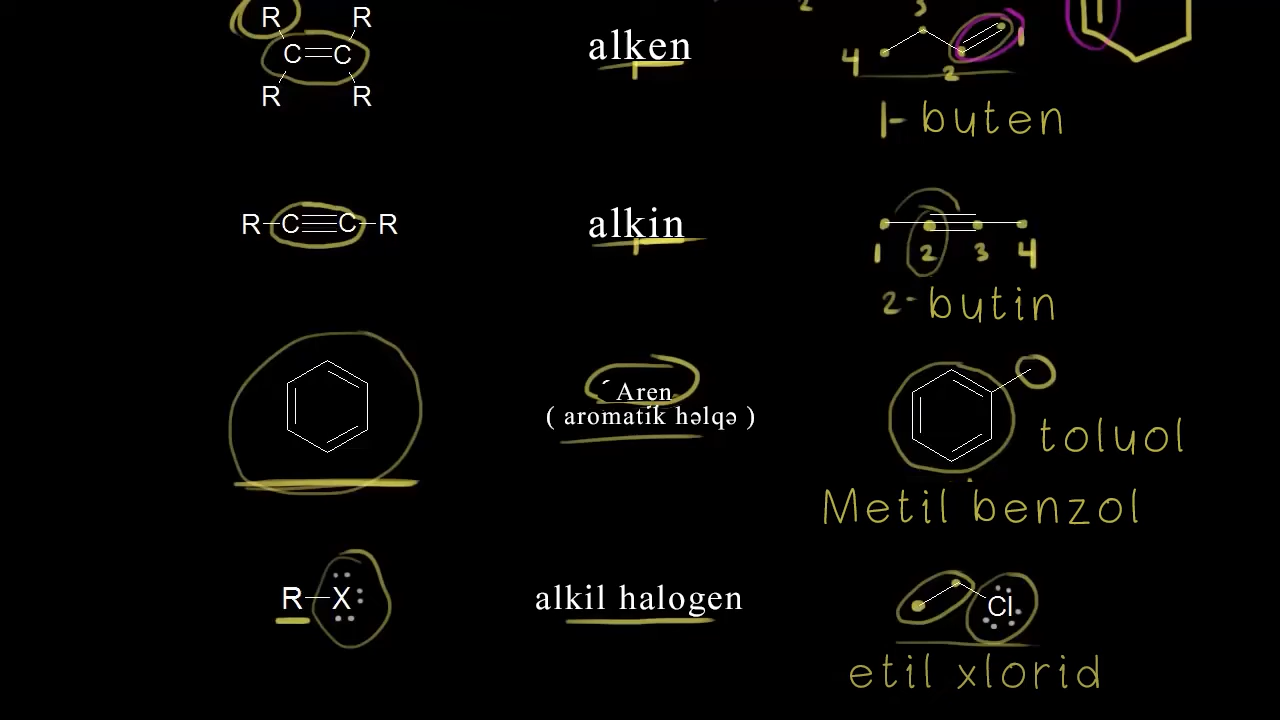 R R
C=C
R R
alken
3
2
4 2 1
1- buten
R-C≡C-R
alkin
1 2 3 4
2- butin
Aren
( aromatik həlqə )
toluol
Metil benzol
R-X
alkil halogen
Cl
etil xlorid